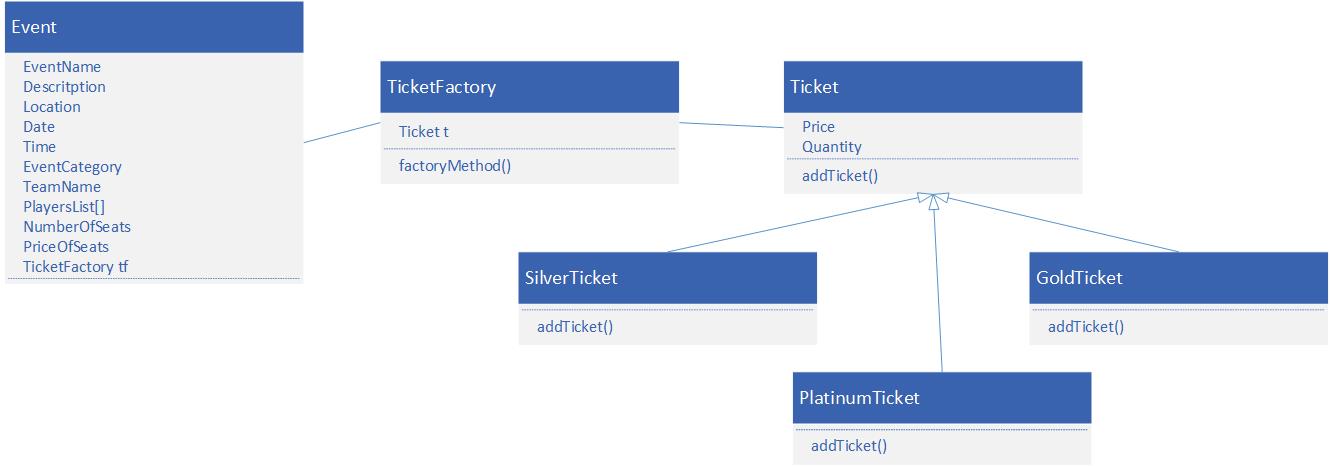 Event
EventName
Descritption
Location
Date
Time
EventCategory
TeamName
PlayersList[]
NumberOfSeats
PriceOfSeats
TicketFactory tf
TicketFactory
Ticket t
factoryMethod()
Ticket
Price
Quantity
addTicket()
SilverTicket
addTicket()
GoldTicket
addTicket()
PlatinumTicket
addTicket()